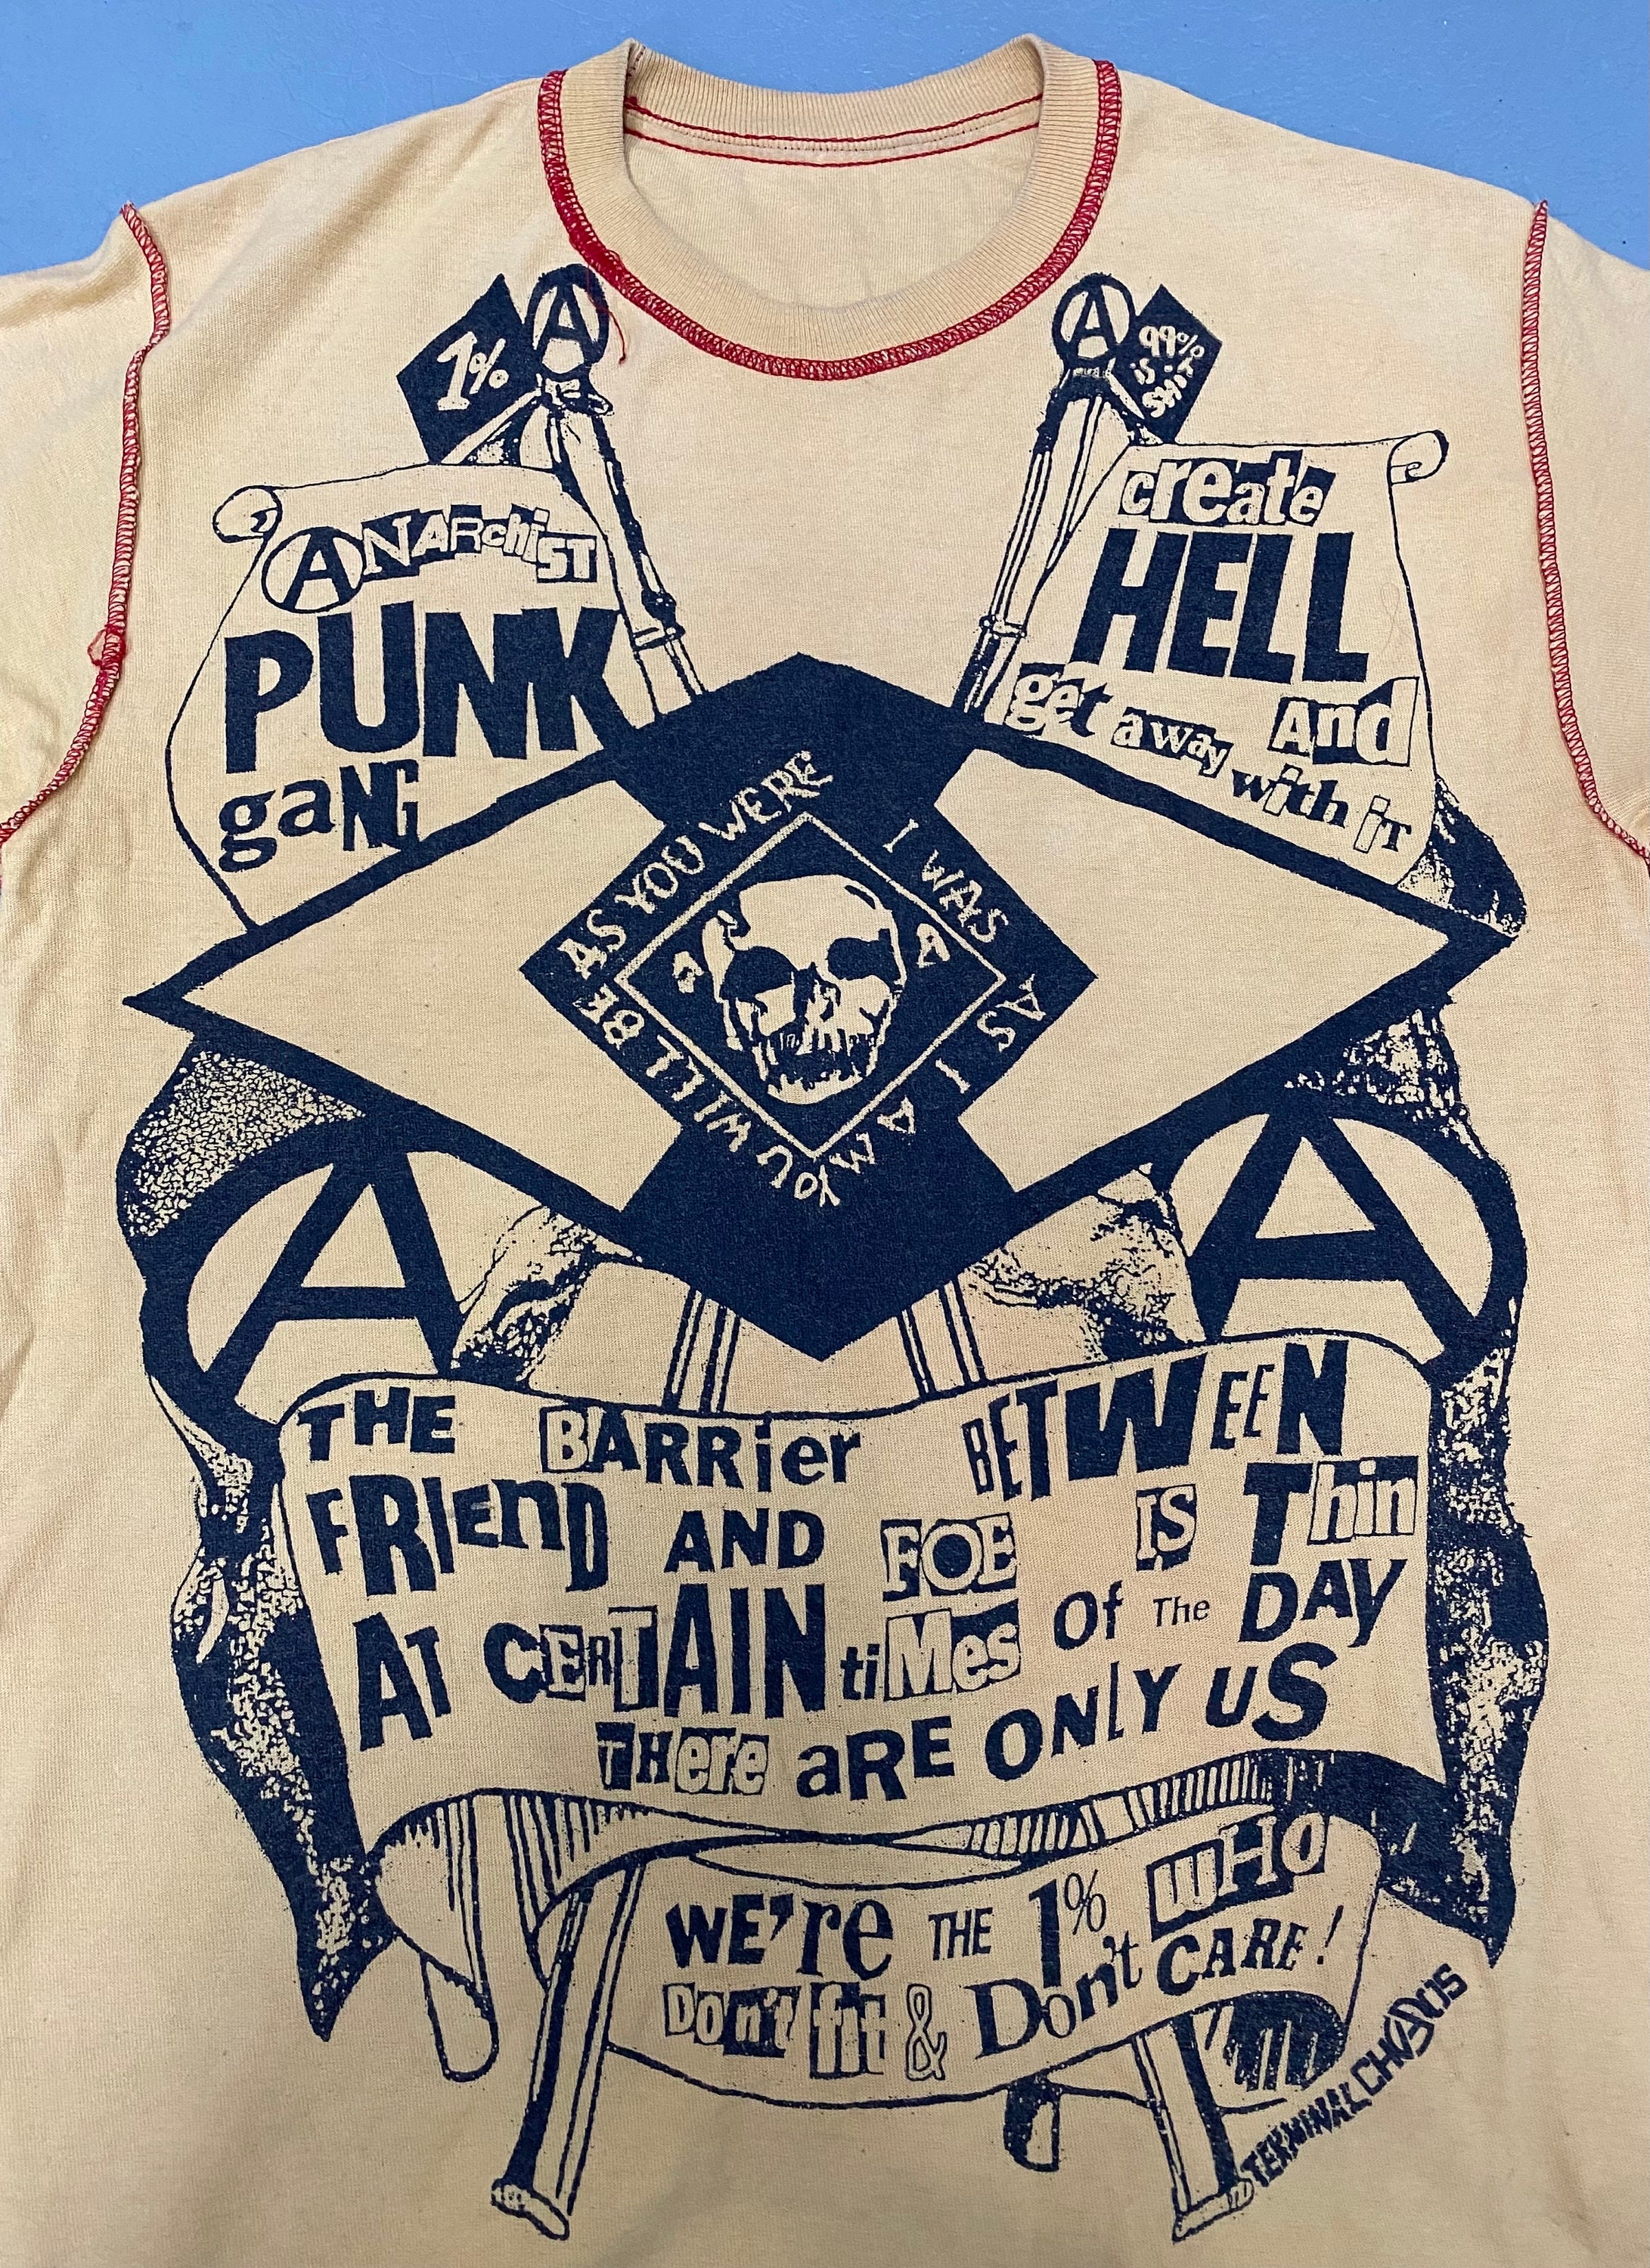 1%
A
A
99%
is
SHIT
ANARchiST
PUNK
gaNG
create
HELL
And
get away with iT
AS YOU WERE
I WAS
AS I AM
YOU WILL BE
A
A
A
A
THE BARRier BETWEEN
FRIEnD AND FOE IS Thin
AT CERTAIN tiMes Of The DAY
THere aRE ONlY uS
WE're THE 1% wHo
Don't fit & Don't CARE!
TERMINAL CHAOS